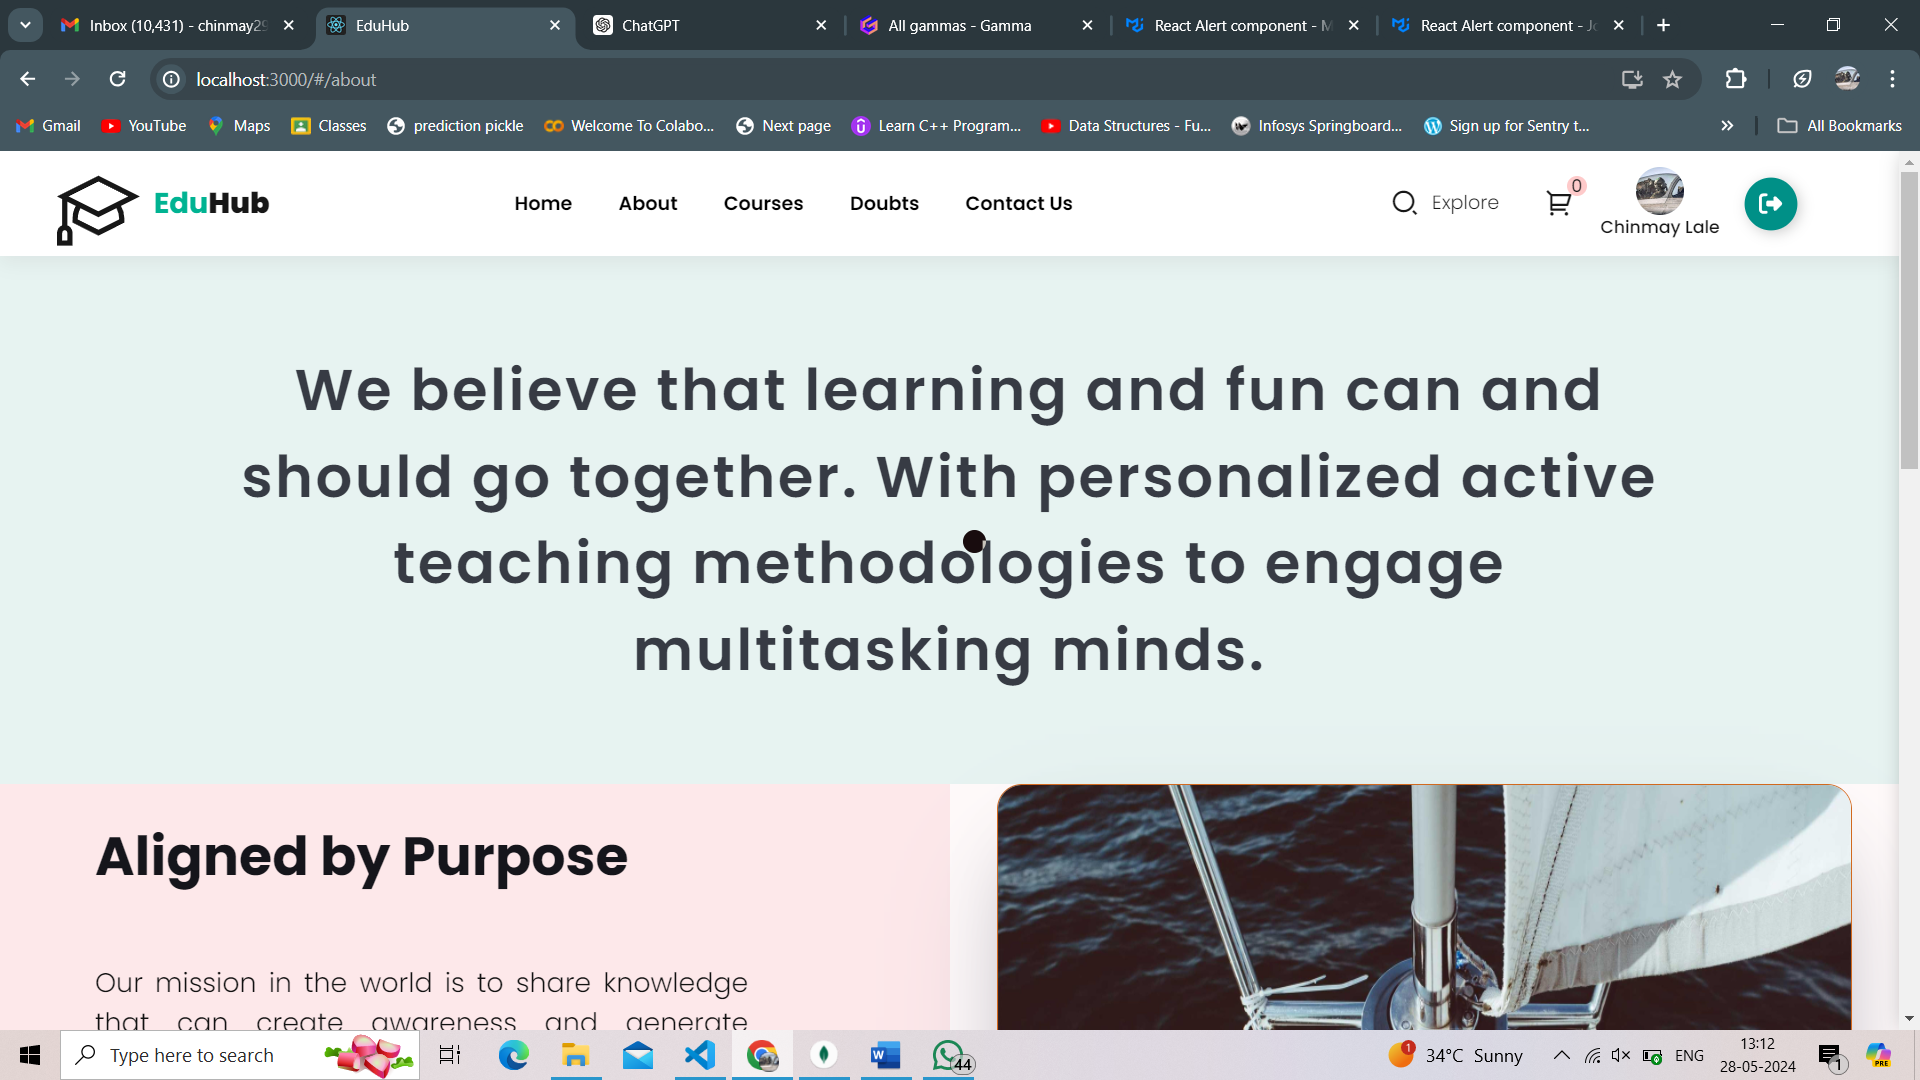 Inbox (10,431) - chinmay29
EduHub
ChatGPT
All gammas - Gamma
React Alert component - M
React Alert component - Jo
localhost:3000/#/about
Gmail
YouTube
Maps
Classes
prediction pickle
Welcome To Colabo...
Next page
Learn C++ Program...
Data Structures - Fu...
Infosys Springboard...
Sign up for Sentry t...
All Bookmarks
EduHub
Home
About
Courses
Doubts
Contact Us
Explore
0
Chinmay Lale
We believe that learning and fun can and
should go together. With personalized active
teaching methodologies to engage
multitasking minds.
Aligned by Purpose
Our mission in the world is to share knowledge
that can create awareness and generate
Type here to search
W
44
1
34°C Sunny
ENG
13:12
28-05-2024
1
PRE